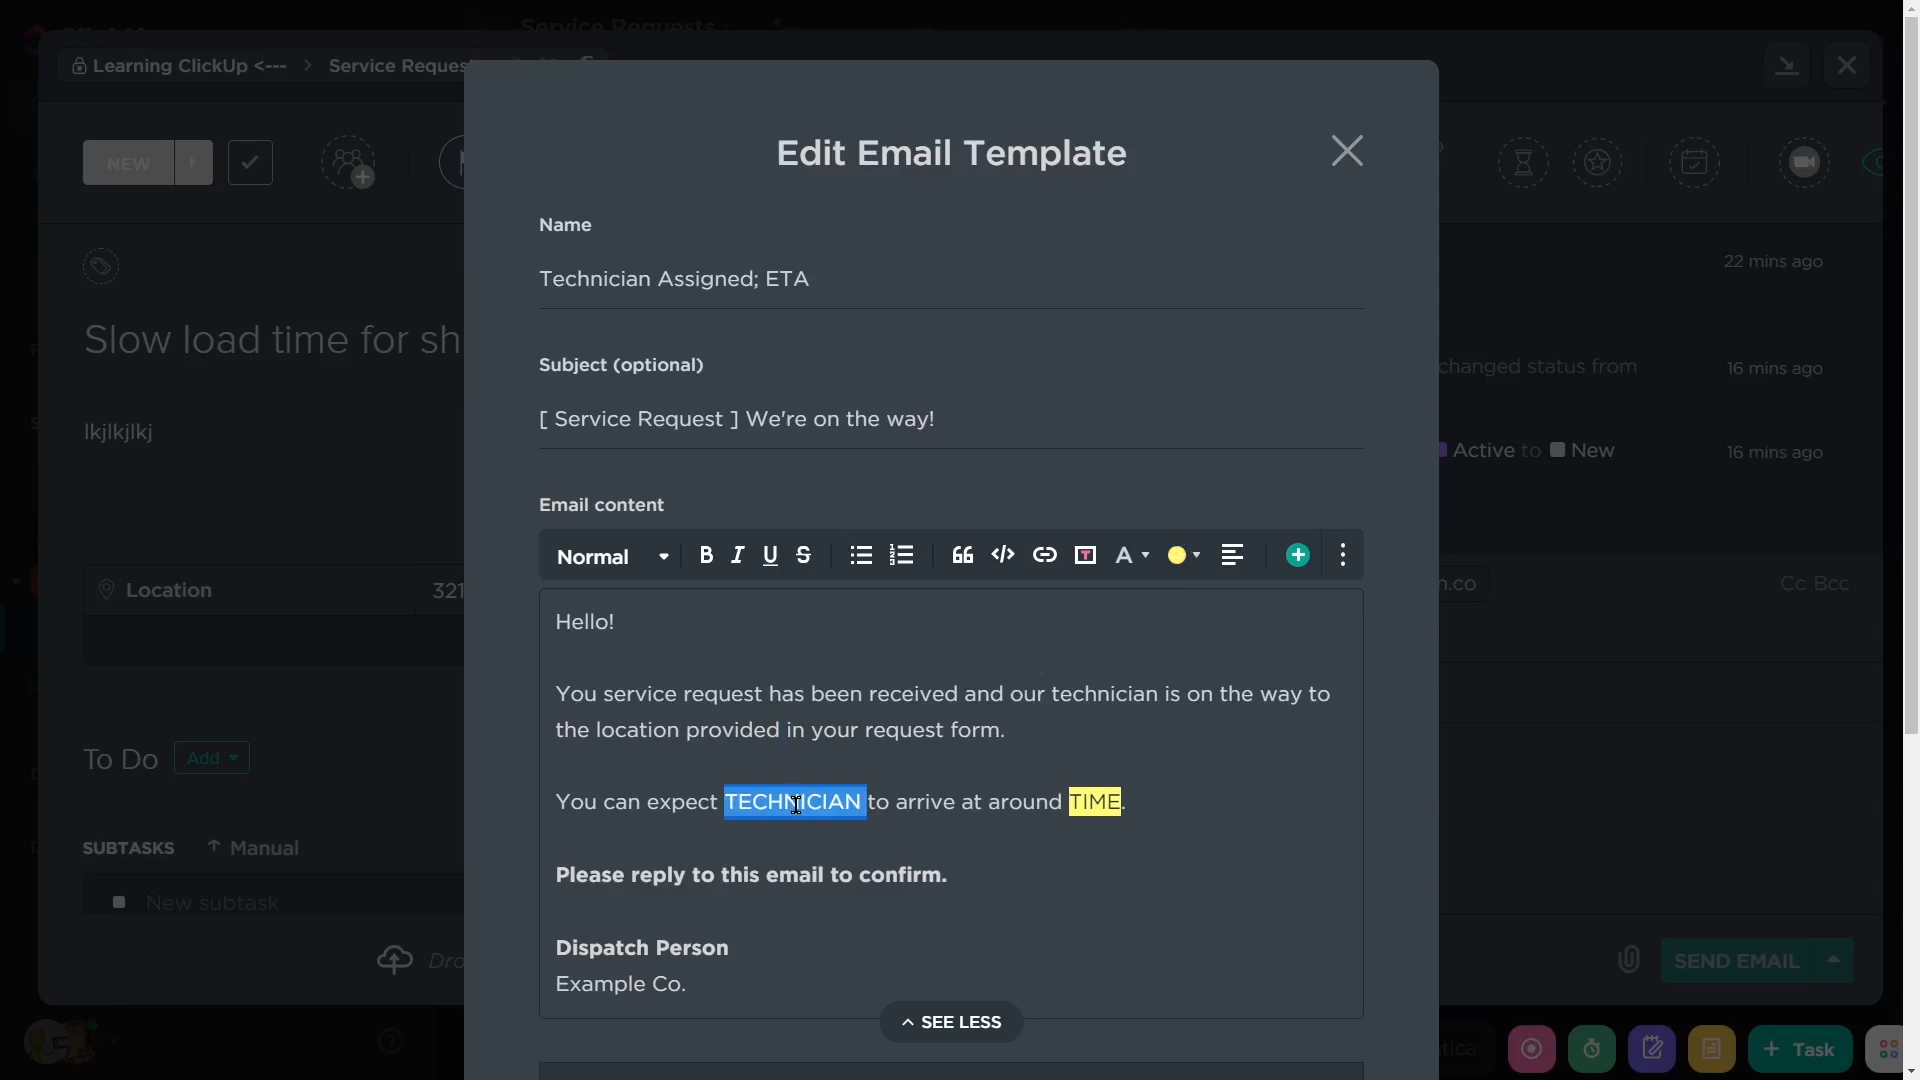 Service Requests
Learning ClickUp <--- > Service Reques
NEW
22 mins ago
Slow load time for sh
changed status from
16 mins ago
lkjlkjlkj
Active to New
16 mins ago
Location
321
Cc Bcc
To Do
Add
SUBTASKS
Manual
New subtask
SEND EMAIL
Task
Edit Email Template
Name
Technician Assigned; ETA
Subject (optional)
[ Service Request ] We're on the way!
Email content
Normal
B I U S
Hello!
You service request has been received and our technician is on the way to
the location provided in your request form.
You can expect TECHNICIAN to arrive at around TIME.
Please reply to this email to confirm.
Dispatch Person
Example Co.
SEE LESS